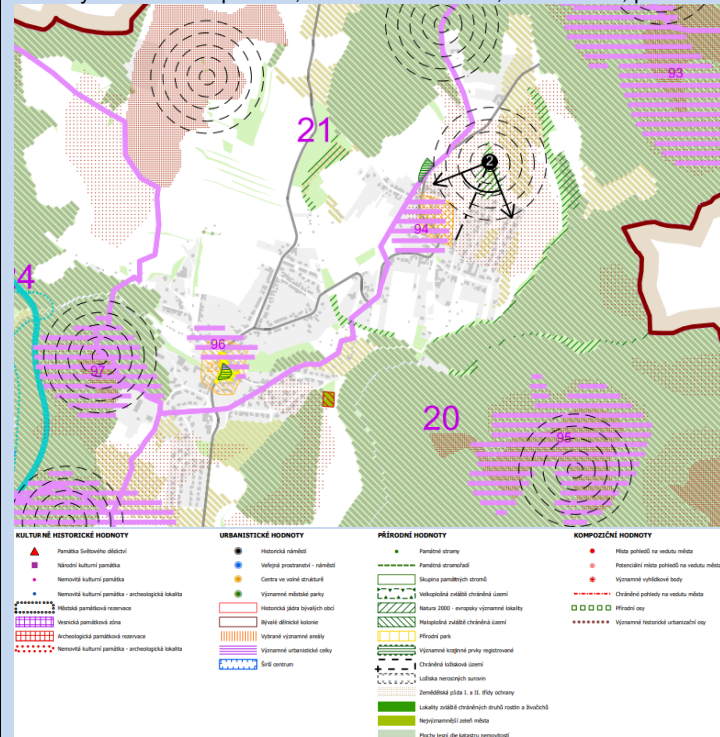 93
21
2
94
4
96
97
20
95
KULTURNĚ HISTORICKÉ HODNOTY
Památka Světového dědictví
Národní kulturní památka
Nemovitá kulturní památka
Nemovitá kulturní památka - archeologická lokalita
Městská památková rezervace
Vesnická památková zóna
Archeologická památková rezervace
Nemovitá kulturní památka - archeologická lokalita
URBANISTICKÉ HODNOTY
Historická náměstí
Veřejná prostranství - náměstí
Centra ve volné struktuře
Významné městské parky
Historická jádra bývalých obcí
Bývalé dělnické kolonie
Vybrané významné areály
Významné urbanistické celky
Širší centrum
PŘÍRODNÍ HODNOTY
Památné stromy
Památné stromořadí
Skupina památných stromů
Velkoplošná zvláště chráněná území
Natura 2000 - evropsky významné lokality
Maloplošná zvláště chráněná území
Přírodní park
Významné krajinné prvky registrované
Chráněná ložisková území
Ložiska nerostných surovin
Zemědělská půda I. a II. třídy ochrany
Lokality zvláště chráněných druhů rostlin a živočichů
Nejvýznamnější zeleň města
Plochy lesní dle katastru nemovitostí
KOMPOZIČNÍ HODNOTY
Místa pohledů na vedutu města
Potenciální místa pohledů na vedutu města
Významné vyhlídkové body
Chráněné pohledy na vedutu města
Přírodní osy
Významné historické urbanizační osy